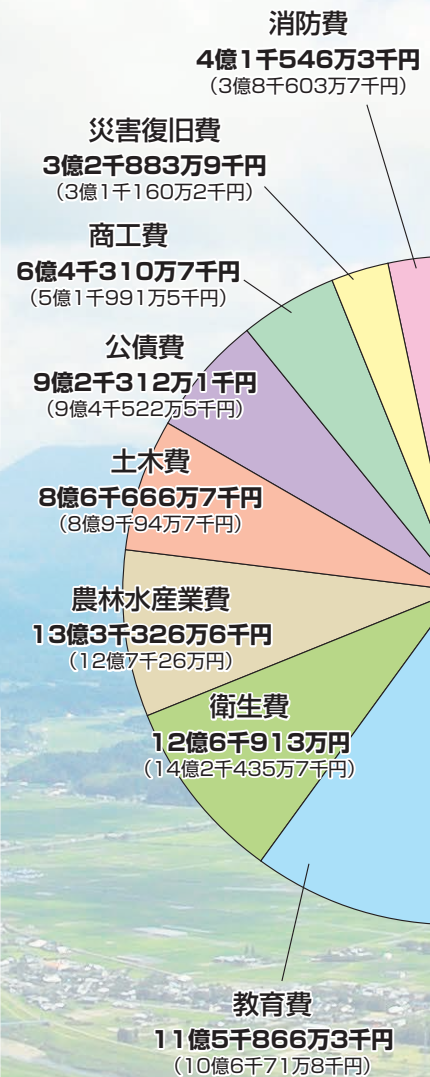 消防費
4億1千546万3千円
（3億8千603万7千円）
災害復旧費
3億2千883万9千円
（3億1千160万2千円）
商工費
6億4千310万7千円
（5億1千991万5千円）
公債費
9億2千312万1千円
（9億4千522万5千円）
土木費
8億6千666万7千円
（8億9千94万7千円）
農林水産業費
13億3千326万6千円
（12億7千26万円）
衛生費
12億6千913万円
（14億2千435万7千円）
教育費
11億5千866万3千円
（10億6千71万8千円）